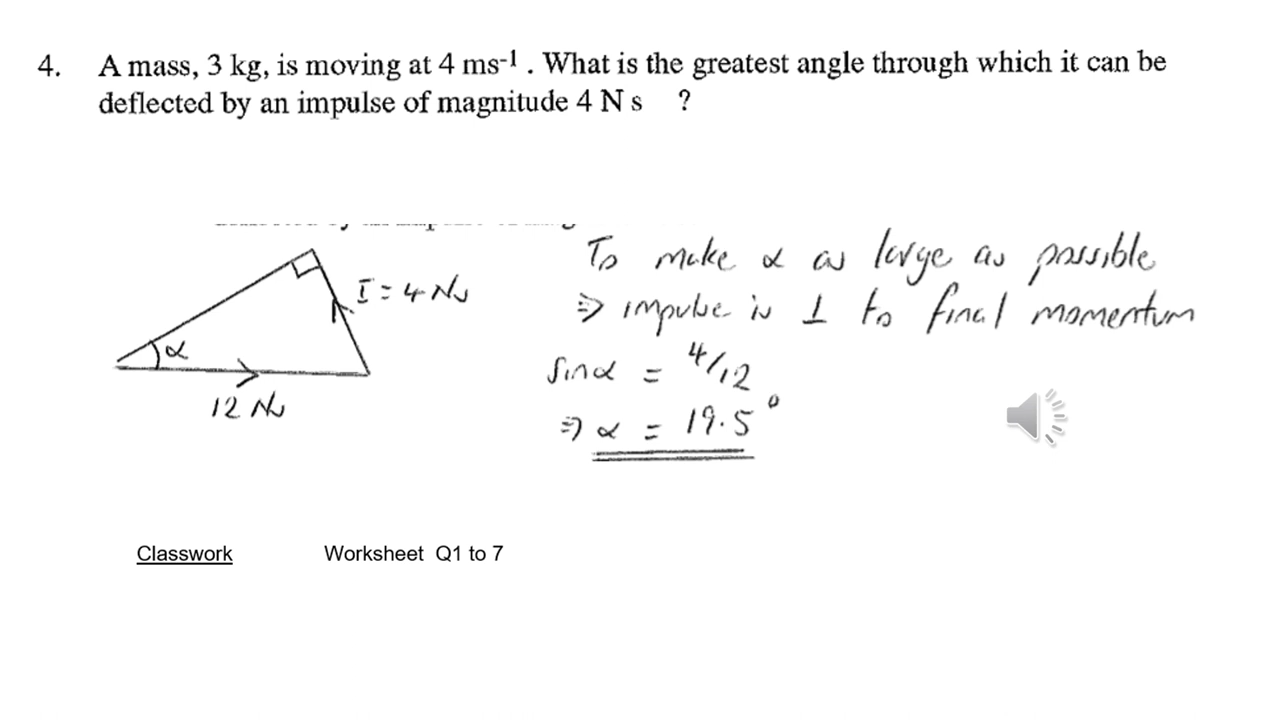 4. A mass, 3 kg, is moving at 4 ms-1 . What is the greatest angle through which it can be
deflected by an impulse of magnitude 4 N s ?
To make α as large as possible
I = 4 Ns
⇒ impulse is ⊥ to final momentum
α
sinα = 4/12
12 Ns
⇒ α = 19.5°
Classwork Worksheet Q1 to 7